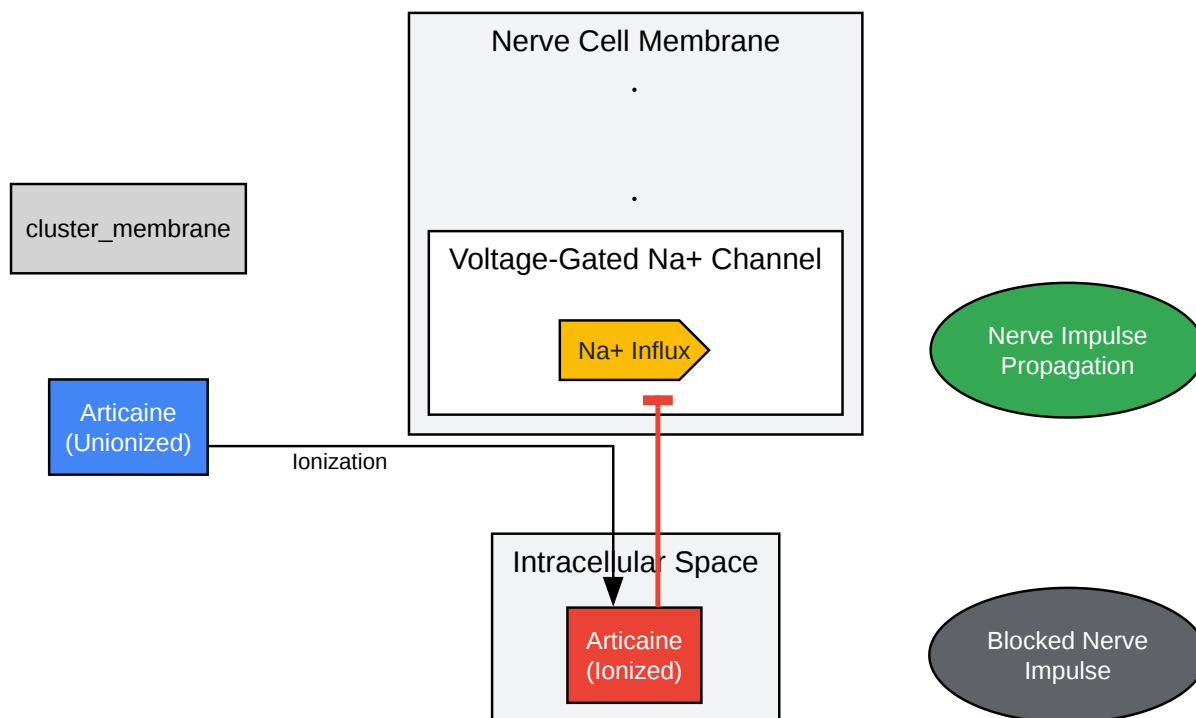 Nerve Cell Membrane
.
.
cluster_membrane
Voltage-Gated Na+ Channel
Na+ Influx
Nerve Impulse
Propagation
Articaine
(Unionized)
Ionization
Intracellular Space
Articaine
(Ionized)
Blocked Nerve
Impulse